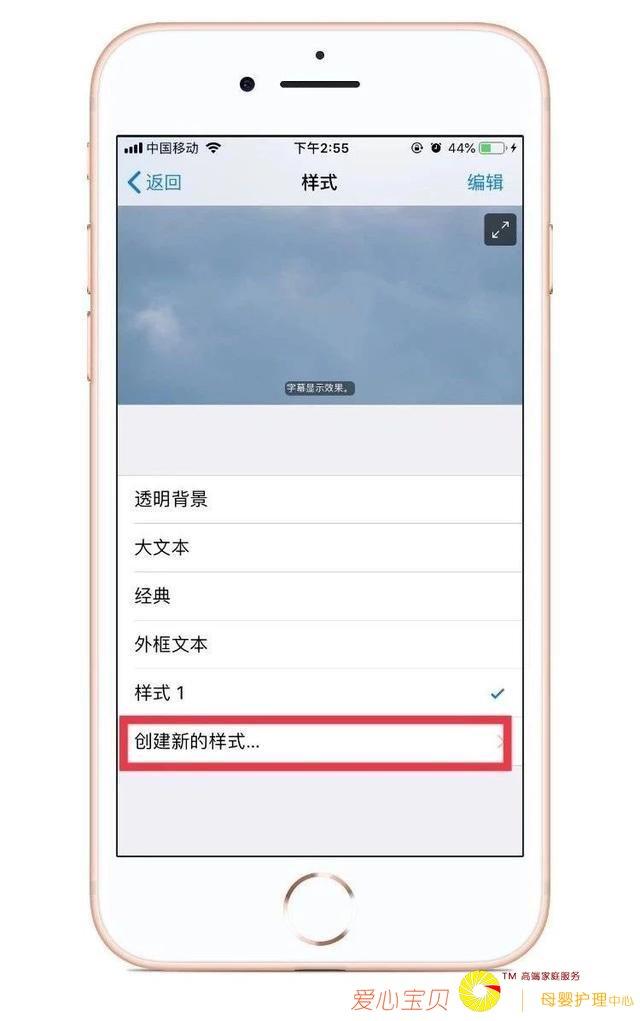 中国移动 下午2:55 44%
返回 样式 编辑
字幕显示效果。
透明背景
大文本
经典
外框文本
样式 1
创建新的样式...
TM 高端家庭服务
爱心宝贝 | 母婴护理中心